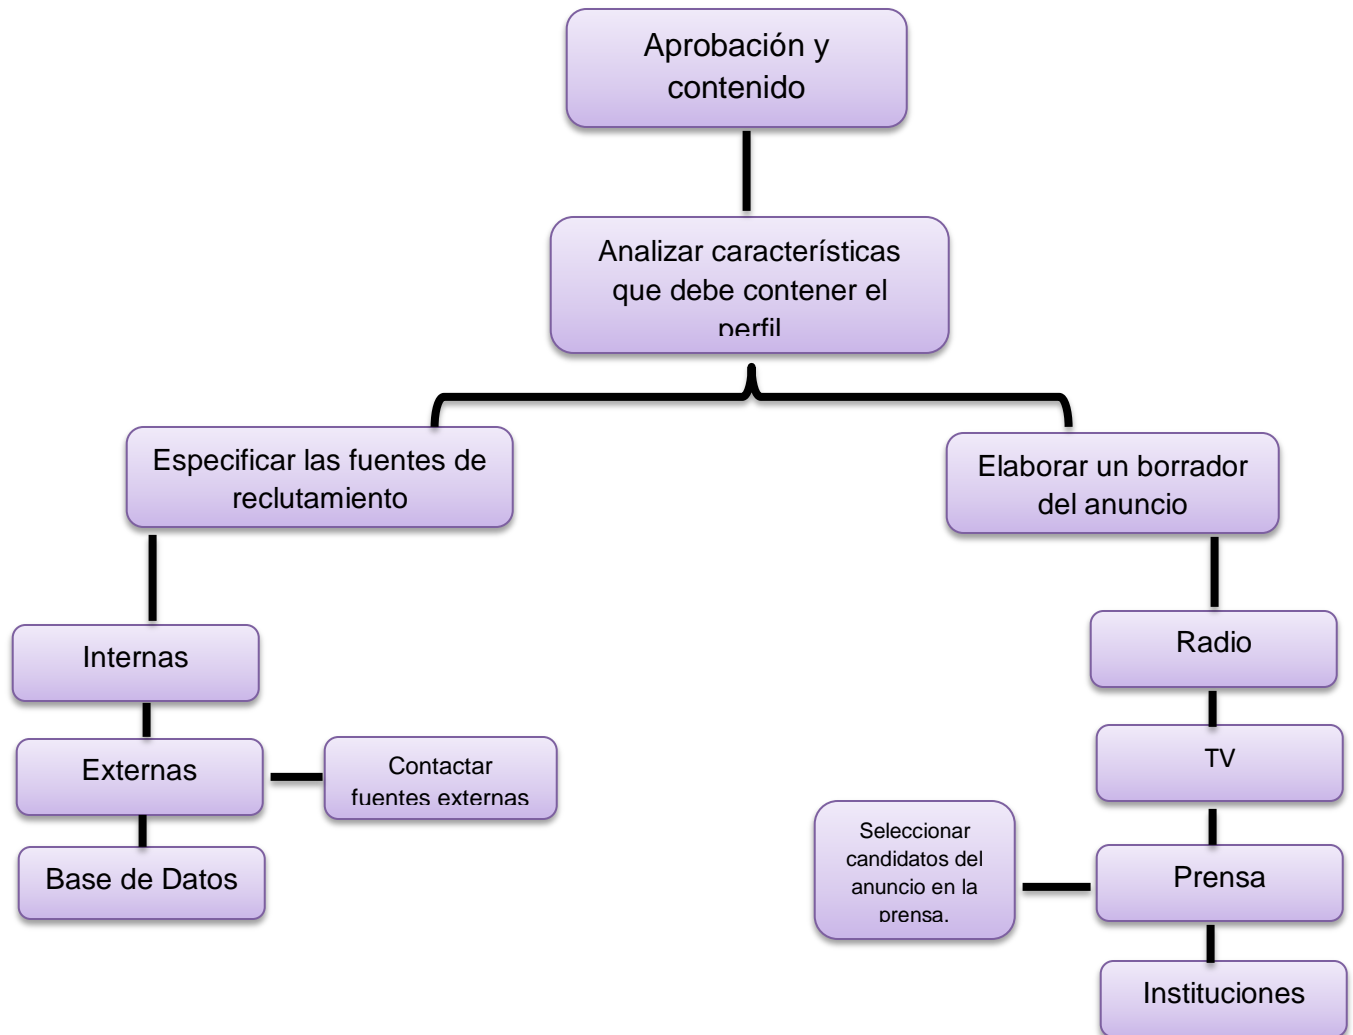 Aprobación y
contenido
Analizar características
que debe contener el
perfil
Especificar las fuentes de
reclutamiento
Elaborar un borrador
del anuncio
Internas
Externas
Contactar
fuentes externas
Base de Datos
Radio
TV
Seleccionar
candidatos del
anuncio en la
prensa.
Prensa
Instituciones